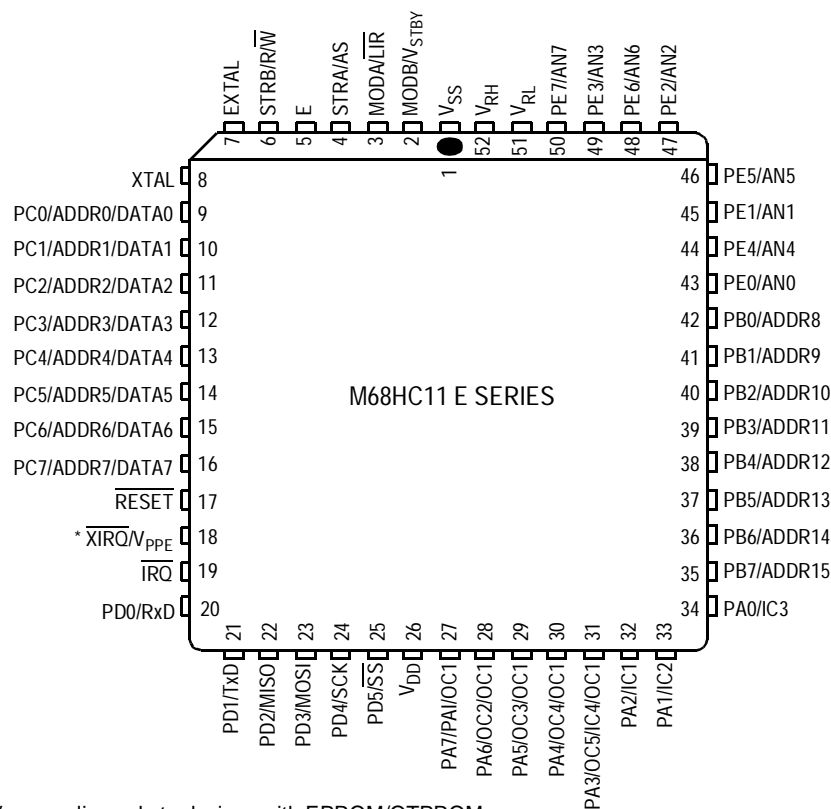 EXTAL
STRB/R/W
E
STRA/AS
MODA/LIR
MODB/VSTBY
VSS
VRH
VRL
PE7/AN7
PE3/AN3
PE6/AN6
PE2/AN2
7
6
5
4
3
2
1
52
51
50
49
48
47
XTAL 8
PC0/ADDR0/DATA0 9
PC1/ADDR1/DATA1 10
PC2/ADDR2/DATA2 11
PC3/ADDR3/DATA3 12
PC4/ADDR4/DATA4 13
PC5/ADDR5/DATA5 14
PC6/ADDR6/DATA6 15
PC7/ADDR7/DATA7 16
RESET 17
* XIRQ/VPPE 18
IRQ 19
PD0/RxD 20
M68HC11 E SERIES
46 PE5/AN5
45 PE1/AN1
44 PE4/AN4
43 PE0/AN0
42 PB0/ADDR8
41 PB1/ADDR9
40 PB2/ADDR10
39 PB3/ADDR11
38 PB4/ADDR12
37 PB5/ADDR13
36 PB6/ADDR14
35 PB7/ADDR15
34 PA0/IC3
21
22
23
24
25
26
27
28
29
30
31
32
33
PD1/TxD
PD2/MISO
PD3/MOSI
PD4/SCK
PD5/SS
VDD
PA7/PAI/OC1
PA6/OC2/OC1
PA5/OC3/OC1
PA4/OC4/OC1
PA3/OC5/IC4/OC1
PA2/IC1
PA1/IC2